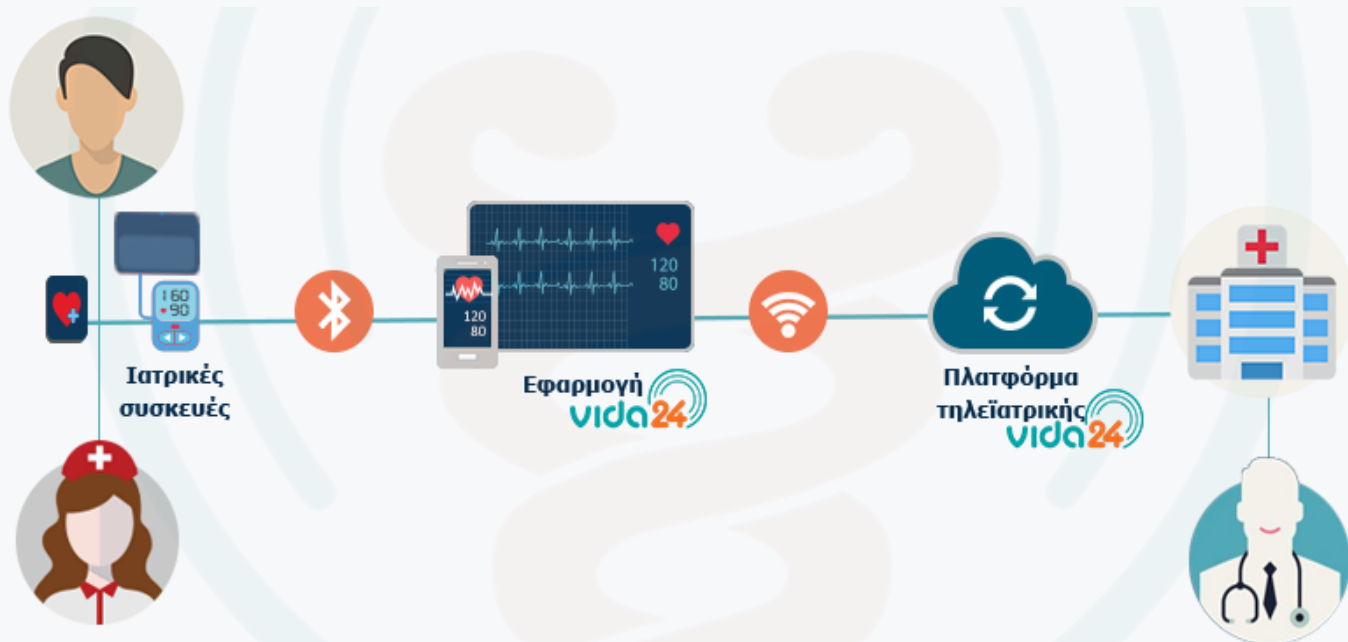 160
90
Ιατρικές
συσκευές
120
80
120
80
Εφαρμογή
vida24
Πλατφόρμα
τηλεϊατρικής
vida24